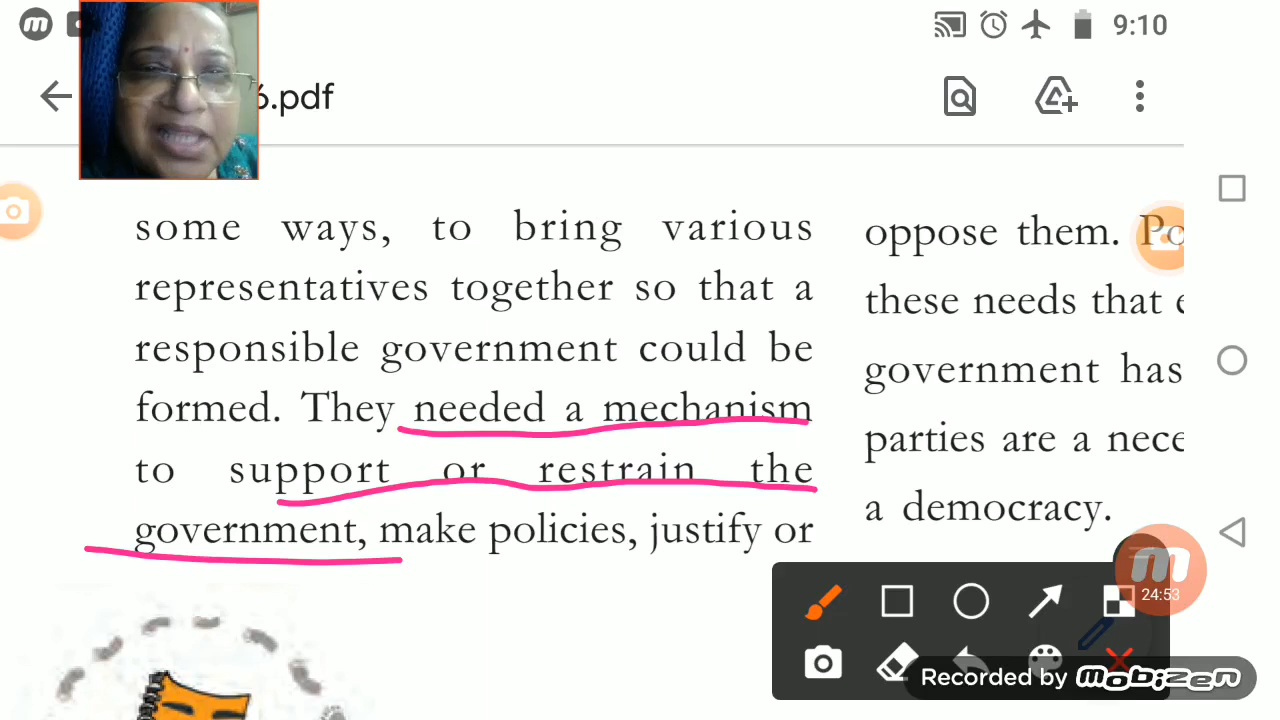 9:10
6.pdf
some ways, to bring various
representatives together so that a
responsible government could be
formed. They needed a mechanism
to support or restrain the
government, make policies, justify or
oppose them.
these needs that
government has
parties are a
a democracy.
24:53
Recorded by mobizen